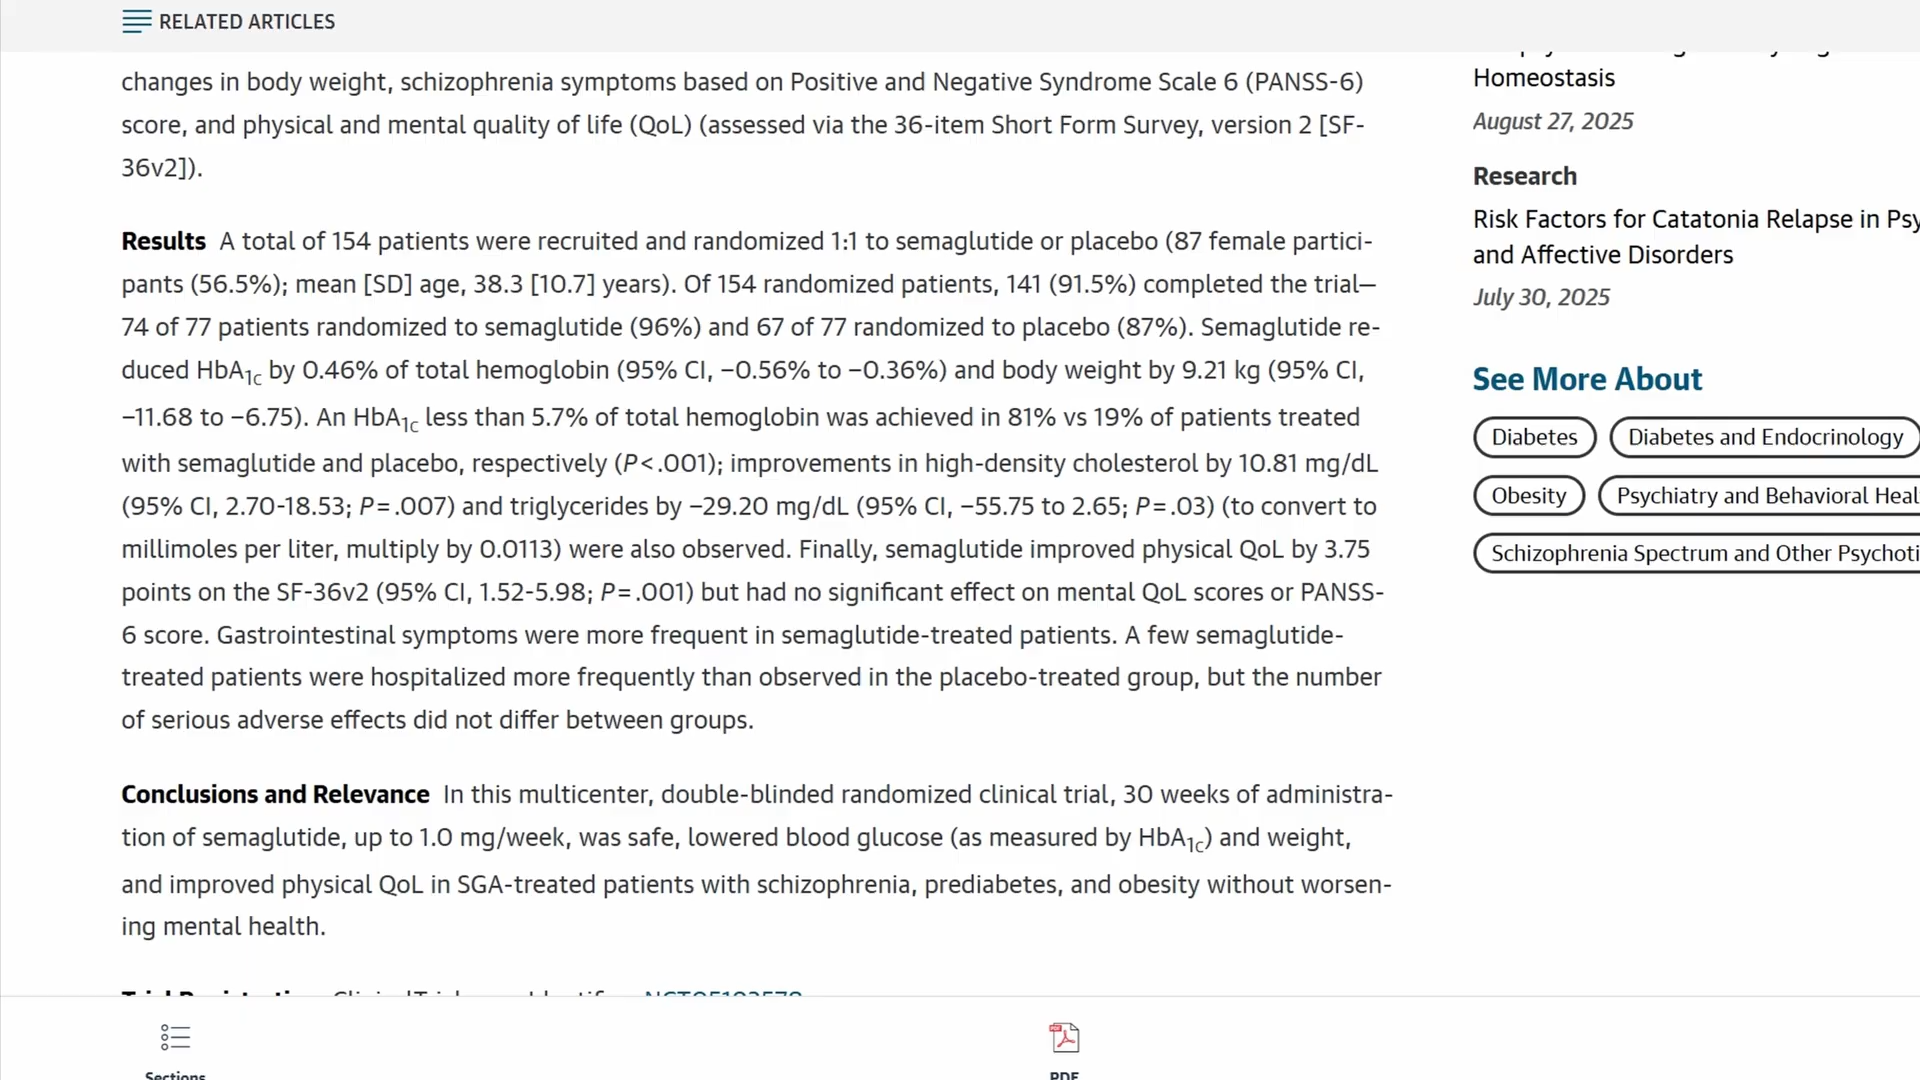 RELATED ARTICLES
changes in body weight, schizophrenia symptoms based on Positive and Negative Syndrome Scale 6 (PANSS-6)
score, and physical and mental quality of life (QoL) (assessed via the 36-item Short Form Survey, version 2 [SF-
36v2]).
Results A total of 154 patients were recruited and randomized 1:1 to semaglutide or placebo (87 female partici-
pants (56.5%); mean [SD] age, 38.3 [10.7] years). Of 154 randomized patients, 141 (91.5%) completed the trial—
74 of 77 patients randomized to semaglutide (96%) and 67 of 77 randomized to placebo (87%). Semaglutide re-
duced HbA1c by 0.46% of total hemoglobin (95% CI, −0.56% to −0.36%) and body weight by 9.21 kg (95% CI,
−11.68 to −6.75). An HbA1c less than 5.7% of total hemoglobin was achieved in 81% vs 19% of patients treated
with semaglutide and placebo, respectively (P < .001); improvements in high-density cholesterol by 10.81 mg/dL
(95% CI, 2.70-18.53; P = .007) and triglycerides by −29.20 mg/dL (95% CI, −55.75 to 2.65; P = .03) (to convert to
millimoles per liter, multiply by 0.0113) were also observed. Finally, semaglutide improved physical QoL by 3.75
points on the SF-36v2 (95% CI, 1.52-5.98; P = .001) but had no significant effect on mental QoL scores or PANSS-
6 score. Gastrointestinal symptoms were more frequent in semaglutide-treated patients. A few semaglutide-
treated patients were hospitalized more frequently than observed in the placebo-treated group, but the number
of serious adverse effects did not differ between groups.
Conclusions and Relevance In this multicenter, double-blinded randomized clinical trial, 30 weeks of administra-
tion of semaglutide, up to 1.0 mg/week, was safe, lowered blood glucose (as measured by HbA1c) and weight,
and improved physical QoL in SGA-treated patients with schizophrenia, prediabetes, and obesity without worsen-
ing mental health.
Homeostasis
August 27, 2025
Research
Risk Factors for Catatonia Relapse in Psy
and Affective Disorders
July 30, 2025
See More About
Diabetes
Diabetes and Endocrinology
Obesity
Psychiatry and Behavioral Heal
Schizophrenia Spectrum and Other Psychoti
Sections
PDF